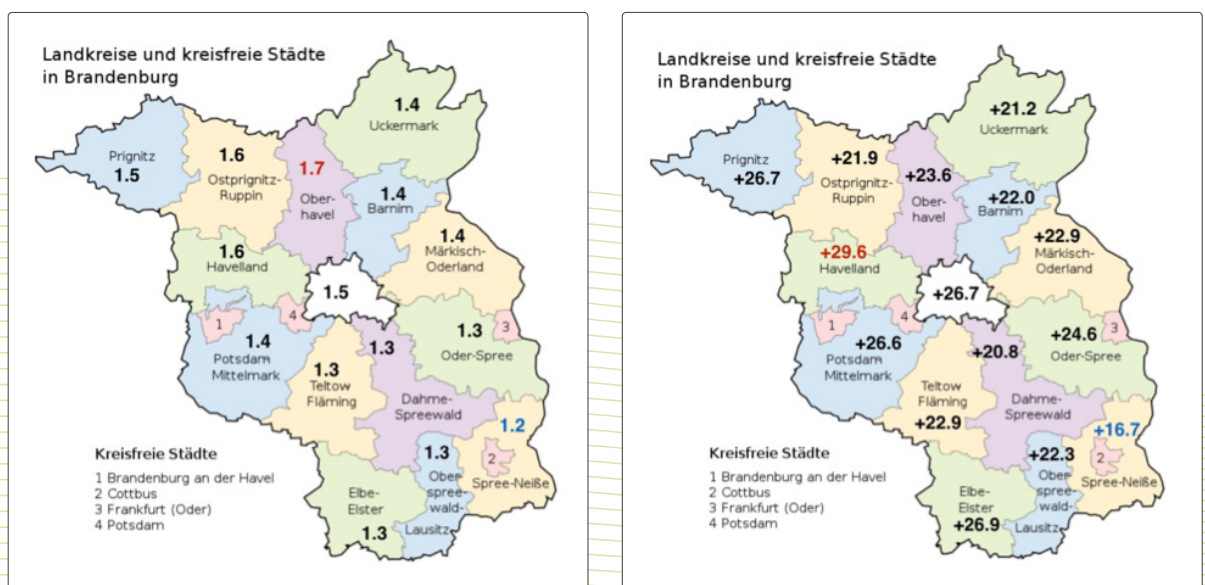 Landkreise und kreisfreie Städte
in Brandenburg
1.4
Uckermark
Prignitz
1.5
1.6
Ostprignitz-
Ruppin
1.7
Ober-
havel
1.4
Barnim
1.4
Märkisch-
Oderland
1.6
Havelland
1.5
1
4
3
1.4
Potsdam
Mittelmark
1.3
Teltow
Fläming
1.3
Dahme-
Spreewald
1.3
Oder-Spree
1.2
2
Spree-Neiße
1.3
Ober
spree-
wald-
Lausitz
Elbe-
Elster
1.3
Kreisfreie Städte
1 Brandenburg an der Havel
2 Cottbus
3 Frankfurt (Oder)
4 Potsdam
Landkreise und kreisfreie Städte
in Brandenburg
+21.2
Uckermark
Prignitz
+26.7
+21.9
Ostprignitz-
Ruppin
+23.6
Ober-
havel
+22.0
Barnim
+22.9
Märkisch-
Oderland
+29.6
Havelland
+26.7
1
4
3
+26.6
Potsdam
Mittelmark
Teltow
Fläming
+22.9
+20.8
Dahme-
Spreewald
+24.6
Oder-Spree
+16.7
2
Spree-Neiße
+22.3
Ober
spree-
wald-
Lausitz
Elbe-
Elster
+26.9
Kreisfreie Städte
1 Brandenburg an der Havel
2 Cottbus
3 Frankfurt (Oder)
4 Potsdam